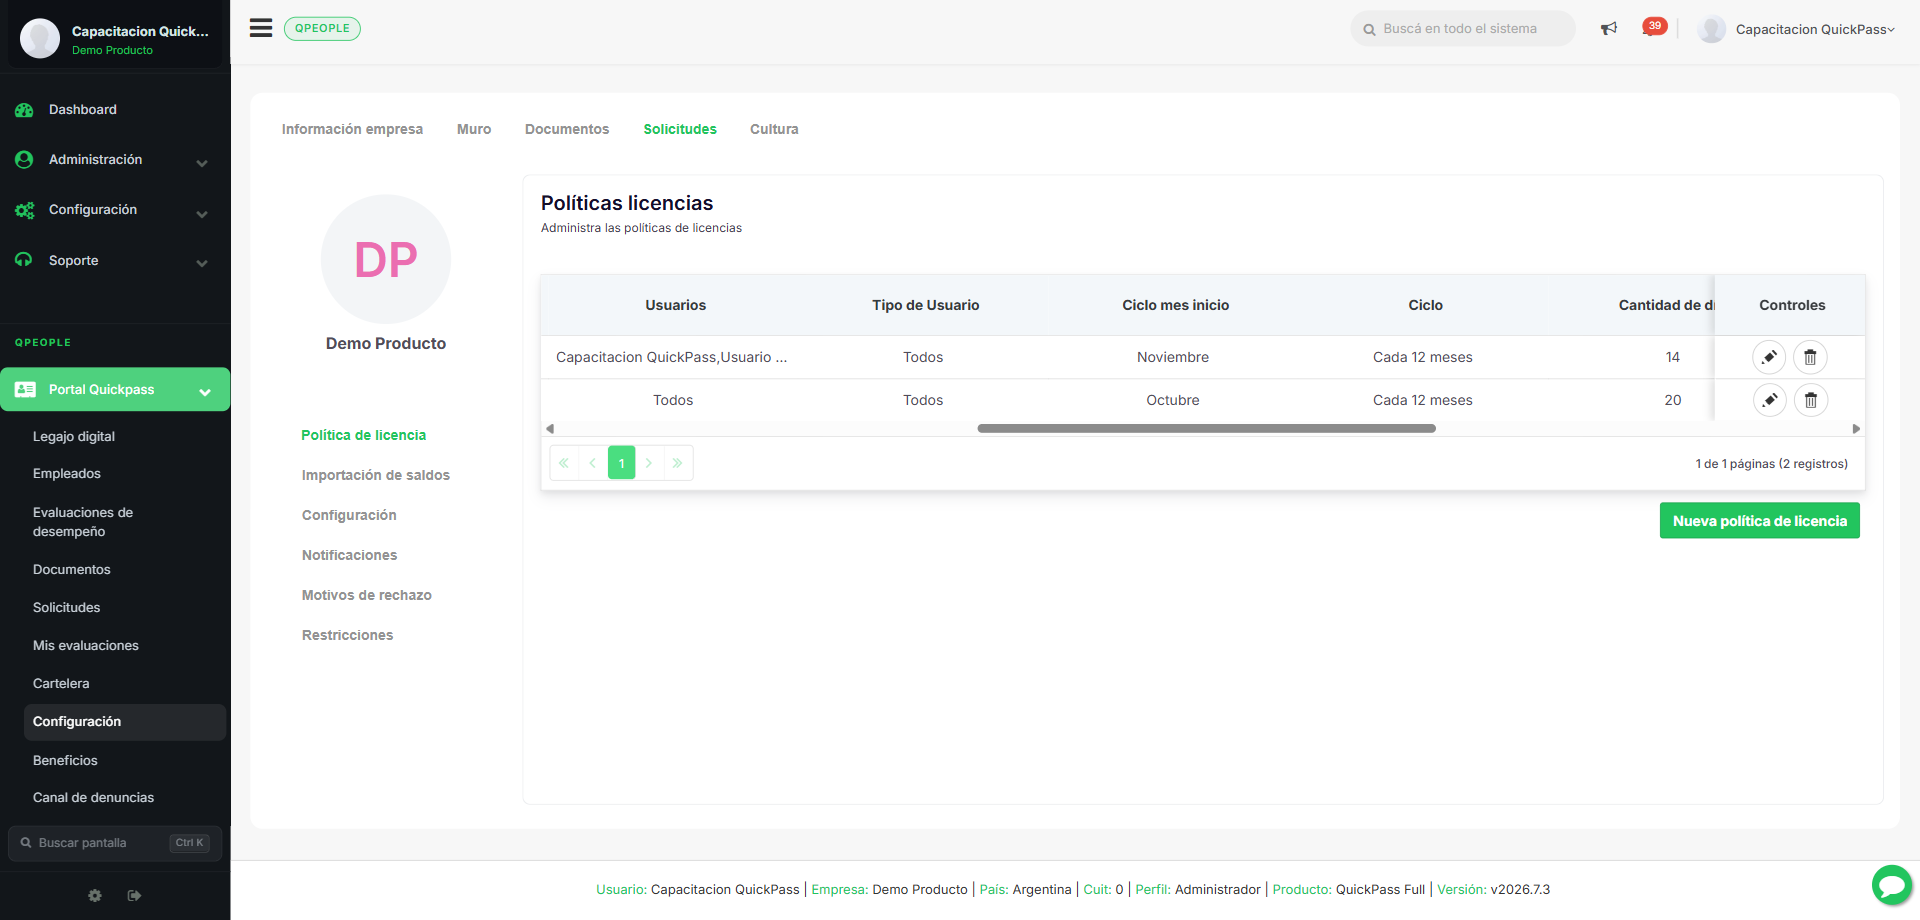 Capacitacion Quick...
Demo Producto
Dashboard
Administración
Configuración
Soporte
QPEOPLE
Portal Quickpass
Legajo digital
Empleados
Evaluaciones de
desempeño
Documentos
Solicitudes
Mis evaluaciones
Cartelera
Configuración
Beneficios
Canal de denuncias
Buscar pantalla Ctrl K
QPEOPLE
Buscá en todo el sistema
39
Capacitacion QuickPass
Información empresa Muro Documentos Solicitudes Cultura
DP
Demo Producto
Política de licencia
Importación de saldos
Configuración
Notificaciones
Motivos de rechazo
Restricciones
Políticas licencias
Administra las políticas de licencias
Usuarios Tipo de Usuario Ciclo mes inicio Ciclo Cantidad de Controles
Capacitacion QuickPass,Usuario ... Todos Noviembre Cada 12 meses 14
Todos Todos Octubre Cada 12 meses 20
1
1 de 1 páginas (2 registros)
Nueva política de licencia
Usuario: Capacitacion QuickPass | Empresa: Demo Producto | País: Argentina | Cuit: 0 | Perfil: Administrador | Producto: QuickPass Full | Versión: v2026.7.3